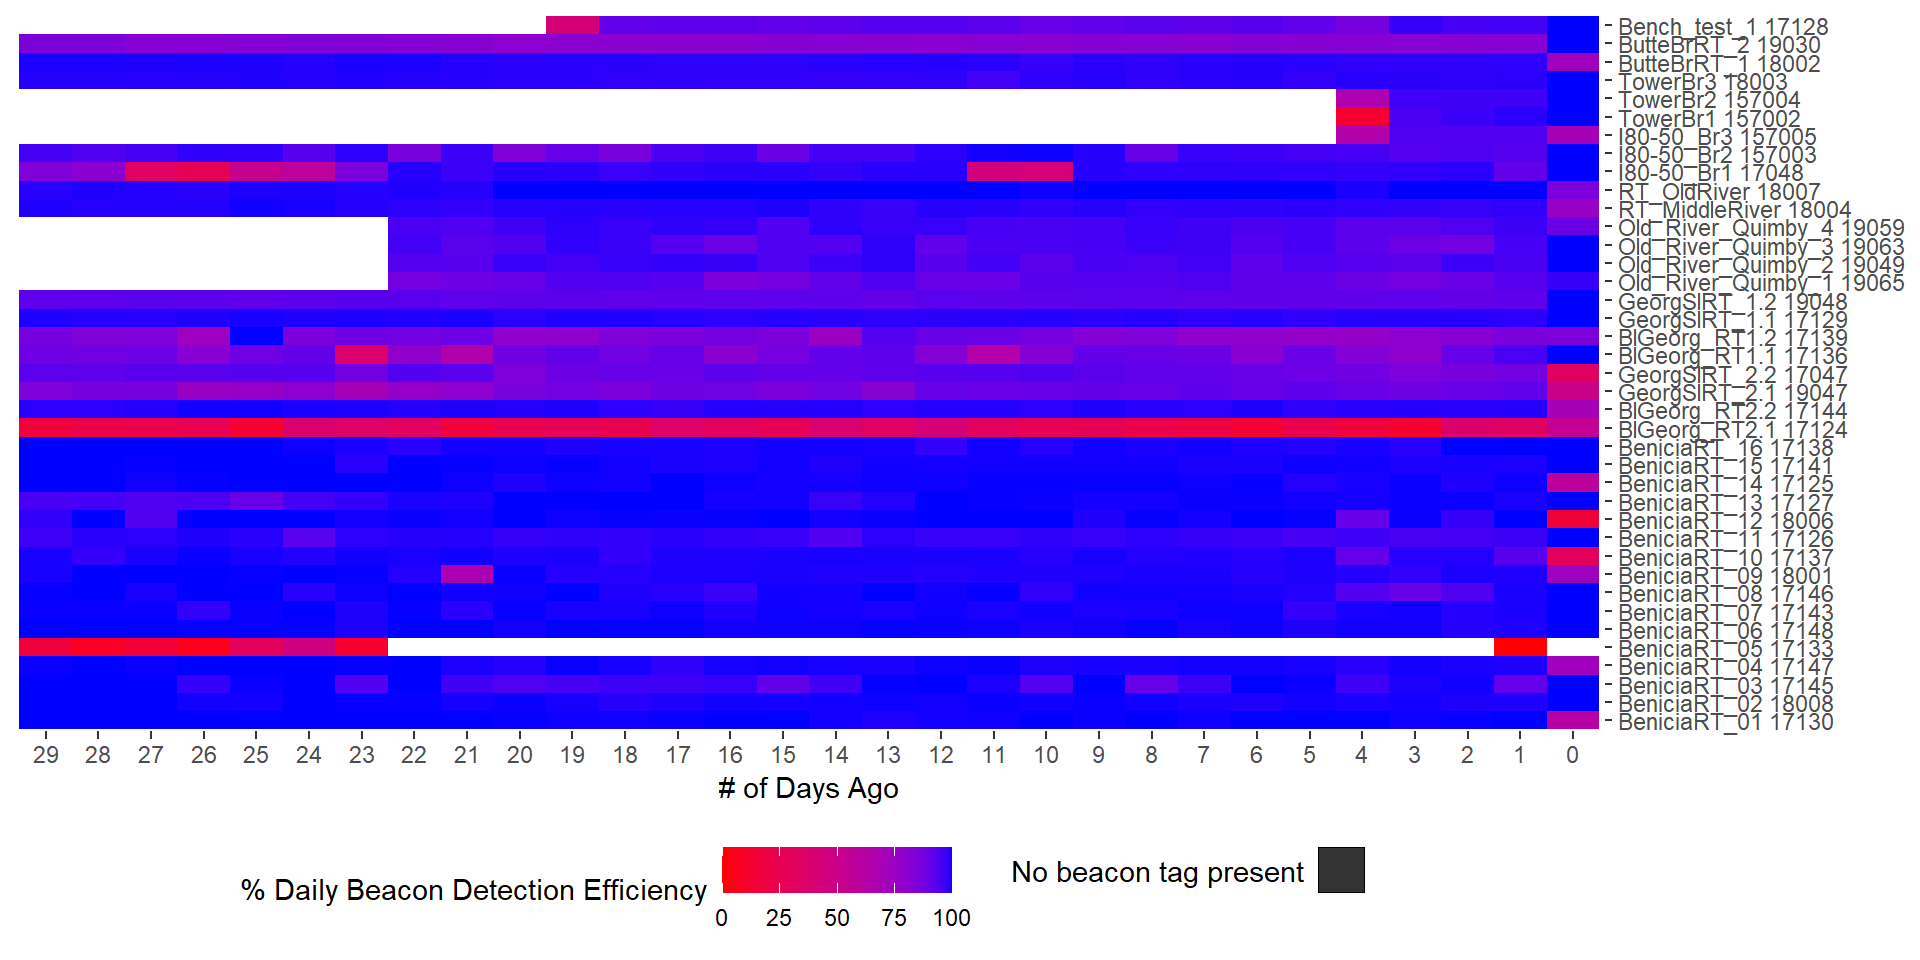 Bench_test_1 17128
ButteBrRT_2 19030
ButteBrRT_1 18002
TowerBr3 18003
TowerBr2 157004
TowerBr1 157002
I80-50_Br3 157005
I80-50_Br2 157003
I80-50_Br1 17048
RT_OldRiver 18007
RT_MiddleRiver 18004
Old_River_Quimby_4 19059
Old_River_Quimby_3 19063
Old_River_Quimby_2 19049
Old_River_Quimby_1 19065
GeorgSlRT_1.2 19048
GeorgSlRT_1.1 17129
BlGeorg_RT1.2 17139
BlGeorg_RT1.1 17136
GeorgSlRT_2.2 17047
GeorgSlRT_2.1 19047
BlGeorg_RT2.2 17144
BlGeorg_RT2.1 17124
BeniciaRT_16 17138
BeniciaRT_15 17141
BeniciaRT_14 17125
BeniciaRT_13 17127
BeniciaRT_12 18006
BeniciaRT_11 17126
BeniciaRT_10 17137
BeniciaRT_09 18001
BeniciaRT_08 17146
BeniciaRT_07 17143
BeniciaRT_06 17148
BeniciaRT_05 17133
BeniciaRT_04 17147
BeniciaRT_03 17145
BeniciaRT_02 18008
BeniciaRT_01 17130
29 28 27 26 25 24 23 22 21 20 19 18 17 16 15 14 13 12 11 10 9 8 7 6 5 4 3 2 1 0
# of Days Ago
% Daily Beacon Detection Efficiency
0 25 50 75 100
No beacon tag present